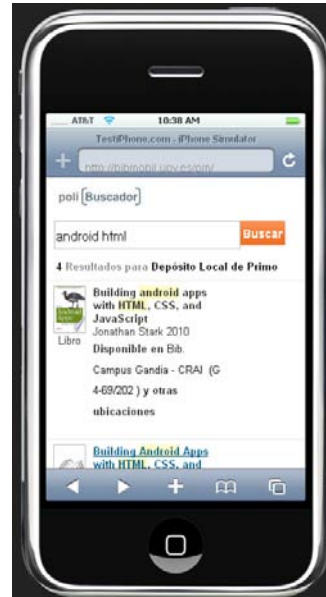 AT&T 10:38 AM
TestiPhone.com - iPhone Simulator
http://bibmobil.upv.es/prm/
poli [Buscador]
android html Buscar
4 Resultados para Depósito Local de Primo
Building android apps
with HTML, CSS, and
JavaScript
Jonathan Stark 2010
Libro
Disponible en Bib.
Campus Gandia - CRAI (G
4-69/202 ) y otras
ubicaciones
Building Android Apps
with HTML, CSS, and